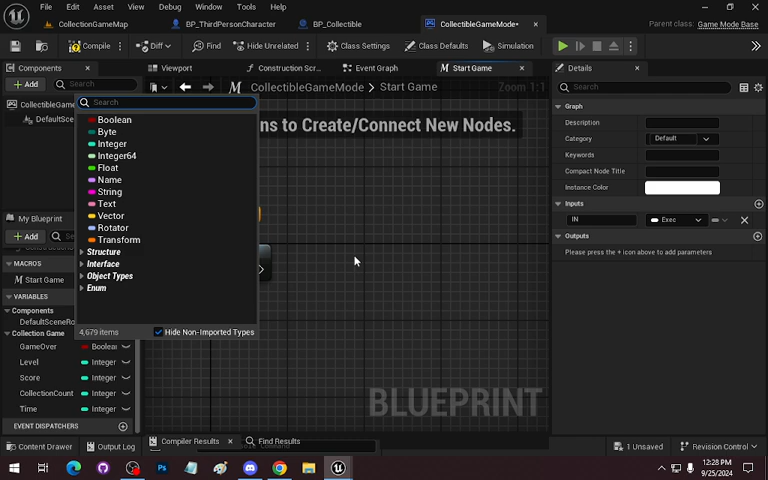 File Edit Asset View Debug Window Tools Help
CollectionGameMap BP_ThirdPersonCharacter BP_Collectible CollectibleGameMode* Parent class: Game Mode Base
Compile Diff Find Hide Unrelated Class Settings Class Defaults Simulation
Components Viewport Construction Scr... Event Graph Start Game Details
+ Add Search CollectibleGameMode > Start Game Zoom 1:1 Search
CollectibleGame Search Graph
DefaultSce Boolean ns to Create/Connect New Nodes. Description
Byte Category Default
Integer Keywords
Integer64 Compact Node Title
Float Instance Color
Name Inputs
String IN Exec
Text Outputs
Vector Please press the + icon above to add parameters
Rotator
Transform
Structure
Interface
Object Types
Enum
4,679 items Hide Non-Imported Types
My Blueprint
+ Add Se
MACROS
Start Game
VARIABLES
Components
DefaultSceneRo
Collection Game
GameOver Boolean
Level Integer
Score Integer
CollectionCount Integer
Time Integer
BLUEPRINT
EVENT DISPATCHERS
Content Drawer Output Log Compiler Results Find Results 1 Unsaved Revision Control
12:28 PM
9/25/2024